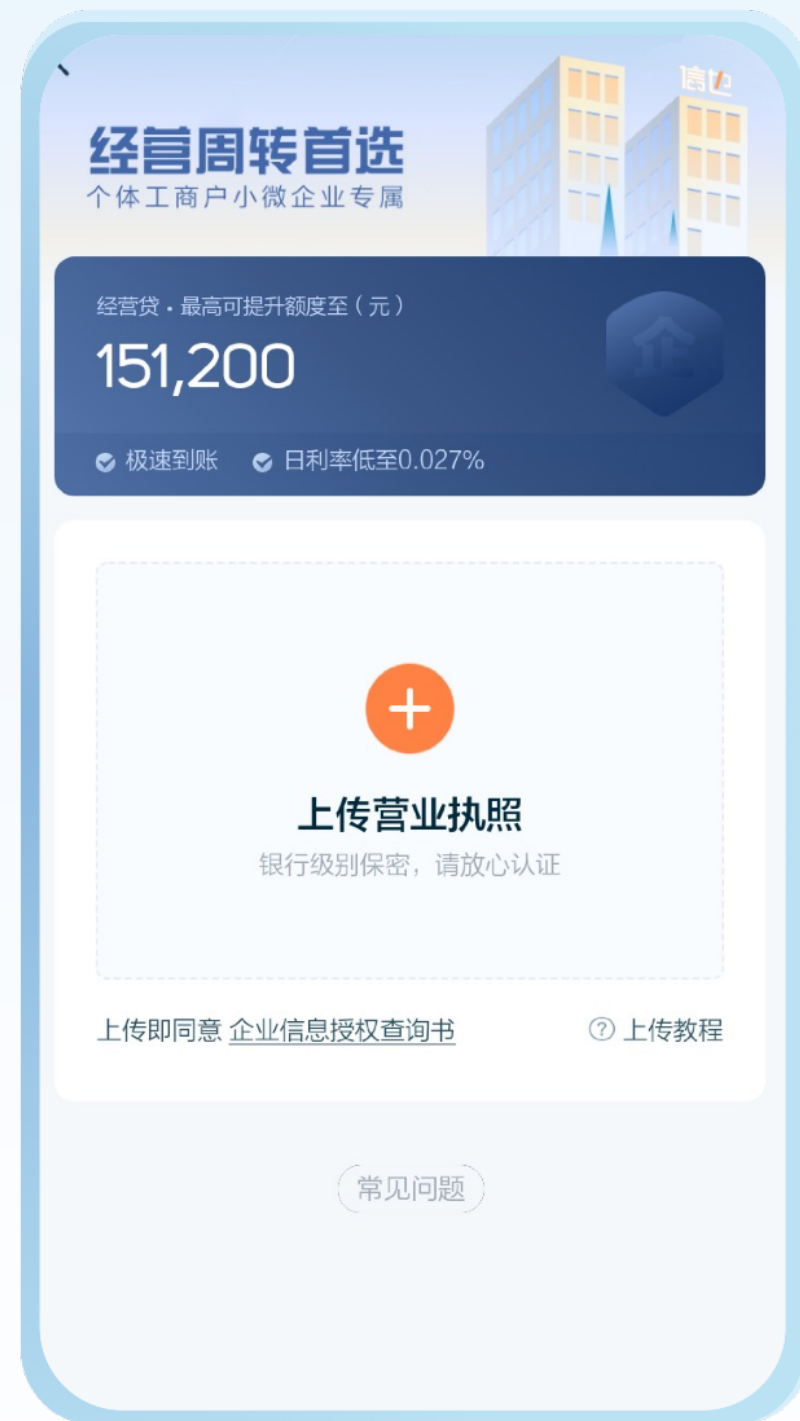 信也
经营周转首选
个体工商户小微企业专属
经营贷·最高可提升额度至（元）
151,200
企
极速到账 日利率低至0.027%
上传营业执照
银行级别保密，请放心认证
上传即同意 企业信息授权查询书 ? 上传教程
常见问题